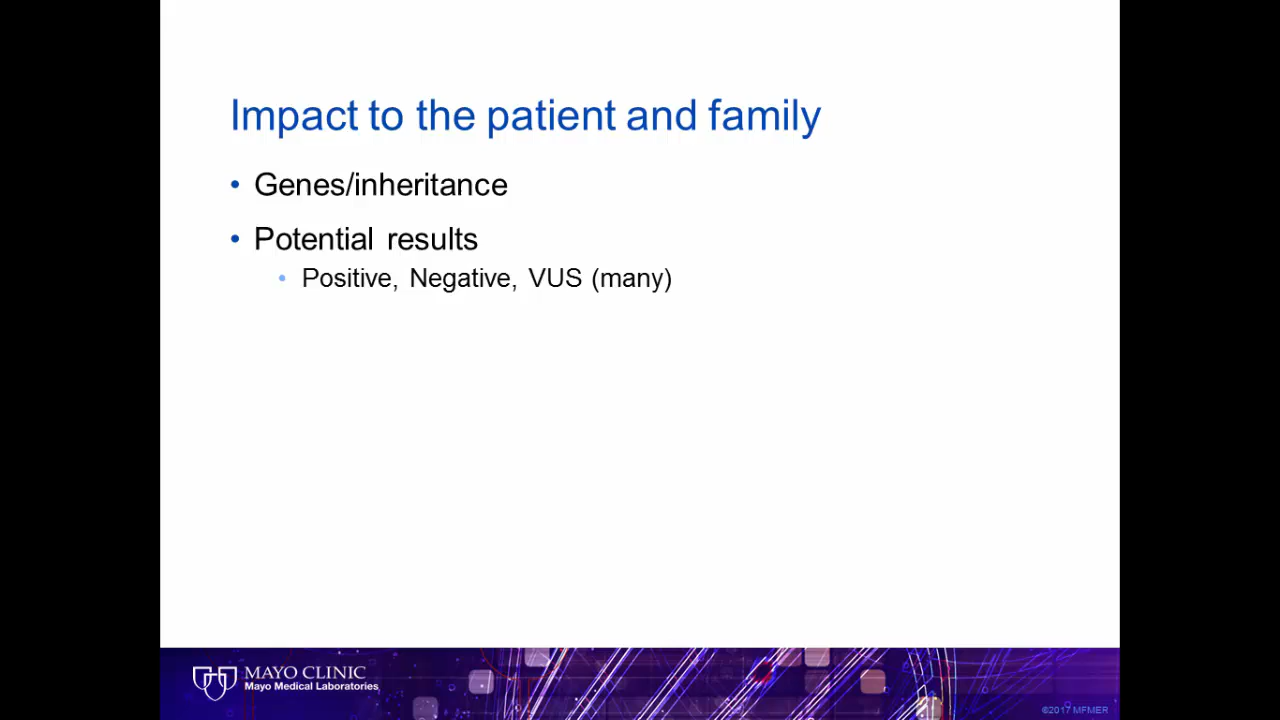 Impact to the patient and family
• Genes/inheritance
• Potential results
• Positive, Negative, VUS (many)
MAYO CLINIC
Mayo Medical Laboratories
©2017 MFMER